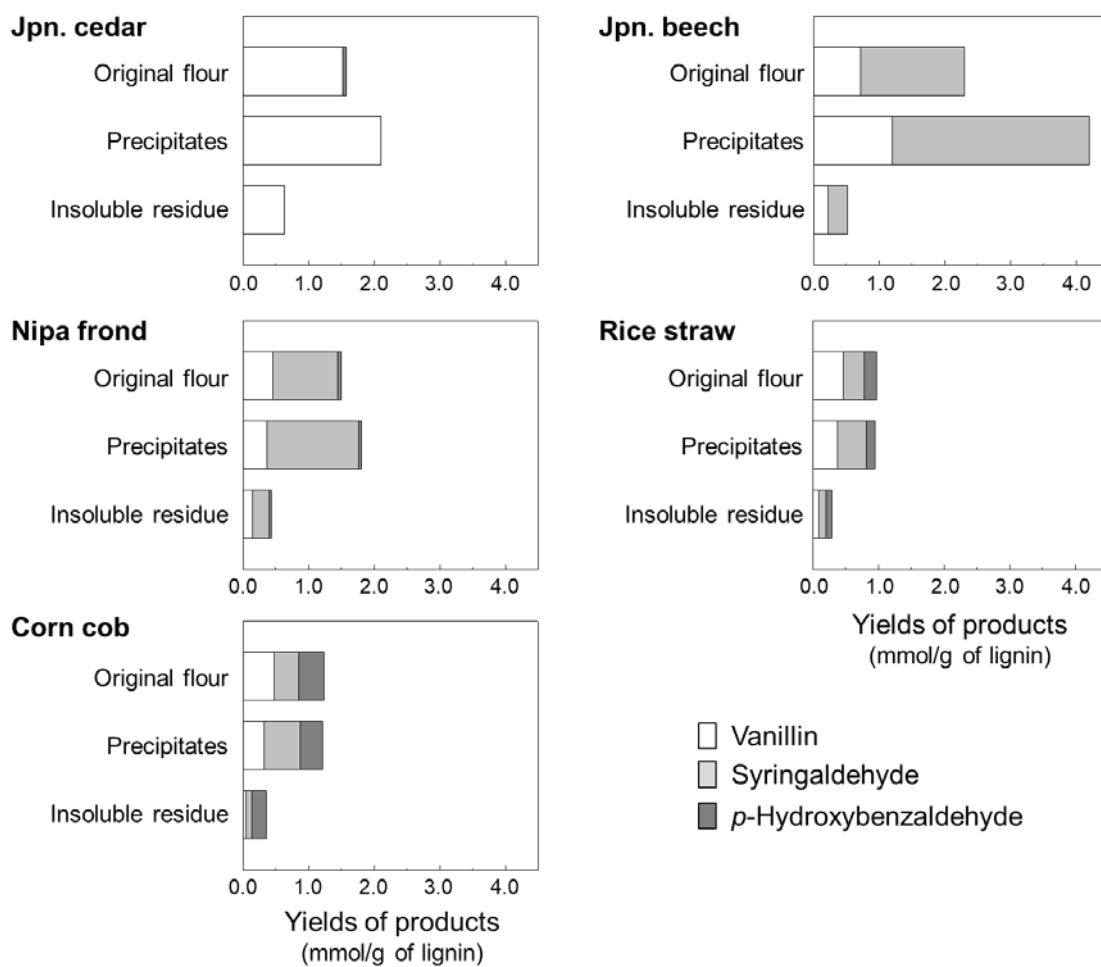 Jpn. cedar
Original flour
Precipitates
Insoluble residue
0.0 1.0 2.0 3.0 4.0
Jpn. beech
Original flour
Precipitates
Insoluble residue
0.0 1.0 2.0 3.0 4.0
Nipa frond
Original flour
Precipitates
Insoluble residue
0.0 1.0 2.0 3.0 4.0
Rice straw
Original flour
Precipitates
Insoluble residue
0.0 1.0 2.0 3.0 4.0
Yields of products
(mmol/g of lignin)
Corn cob
Original flour
Precipitates
Insoluble residue
0.0 1.0 2.0 3.0 4.0
Yields of products
(mmol/g of lignin)
Vanillin
Syringaldehyde
p-Hydroxybenzaldehyde